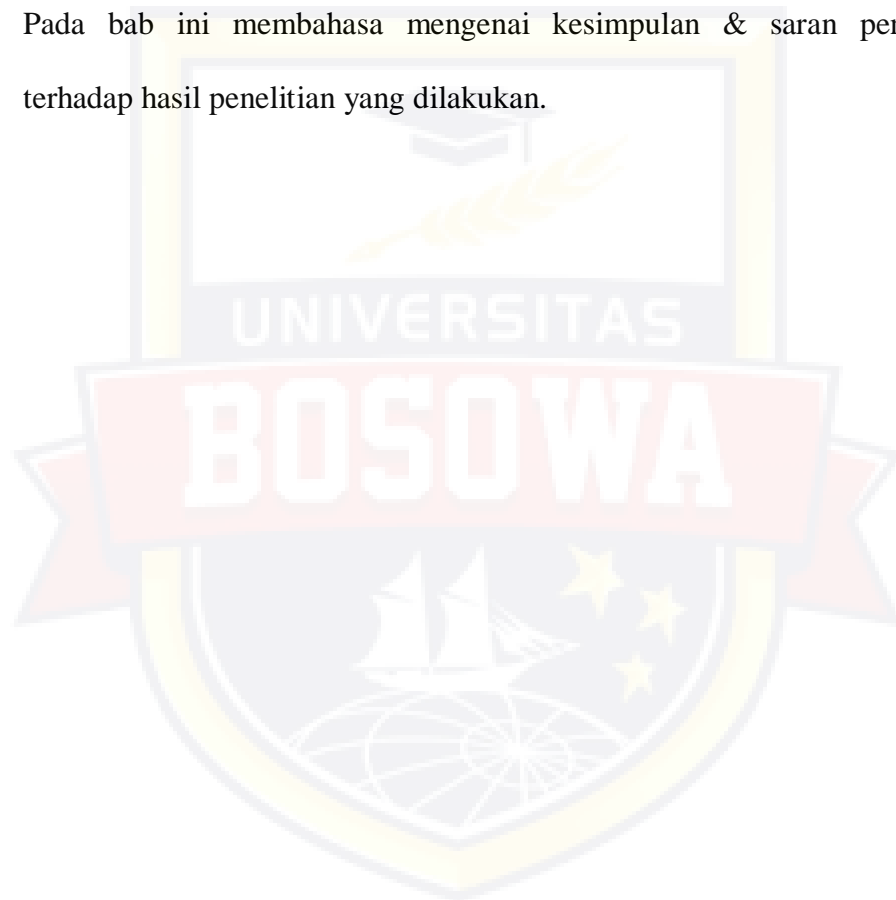 Pada bab ini membahasa mengenai kesimpulan & saran
terhadap hasil penelitian yang dilakukan.
UNIVERSITAS
BOSOWA